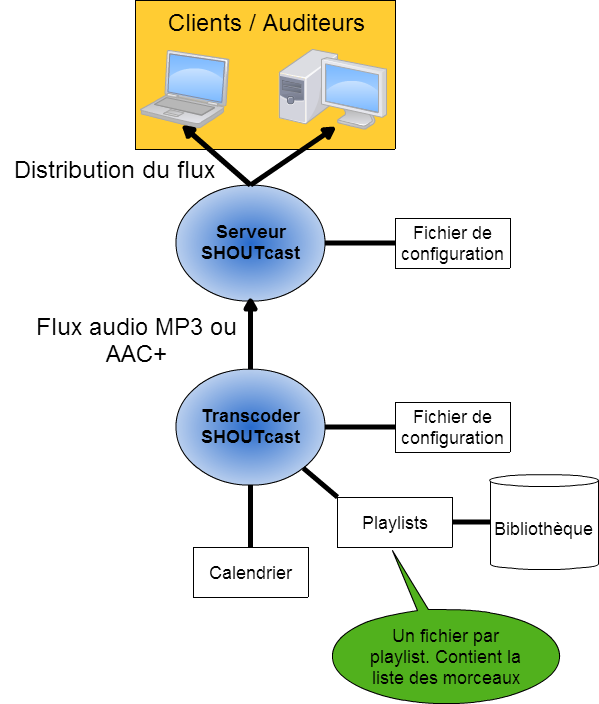 Clients / Auditeurs
Distribution du flux
Serveur
SHOUTcast
Fichier de
configuration
Flux audio MP3 ou
AAC+
Transcoder
SHOUTcast
Fichier de
configuration
Playlists
Bibliothèque
Calendrier
Un fichier par
playlist. Contient la
liste des morceaux